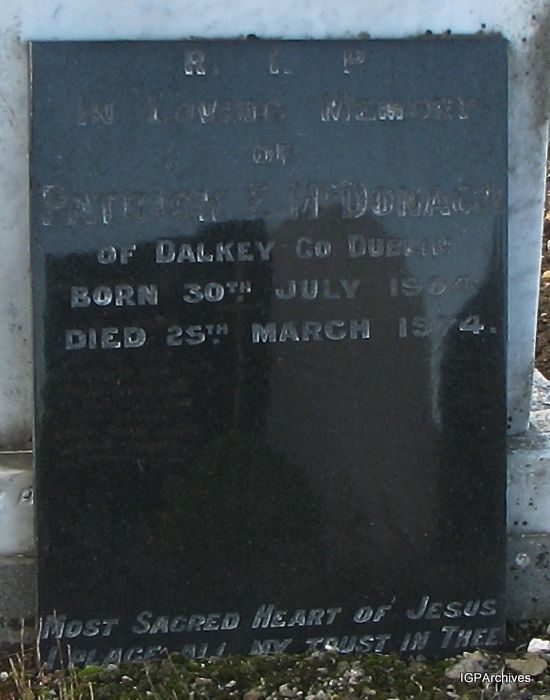 R. I. P.
IN LOVING MEMORY
OF
PATRICK F. McDONAGH
OF DALKEY CO DUBLIN
BORN 30TH JULY
DIED 25TH MARCH 1974.
MOST SACRED HEART OF JESUS
I PLACE ALL MY TRUST IN THEE
IGPArchives